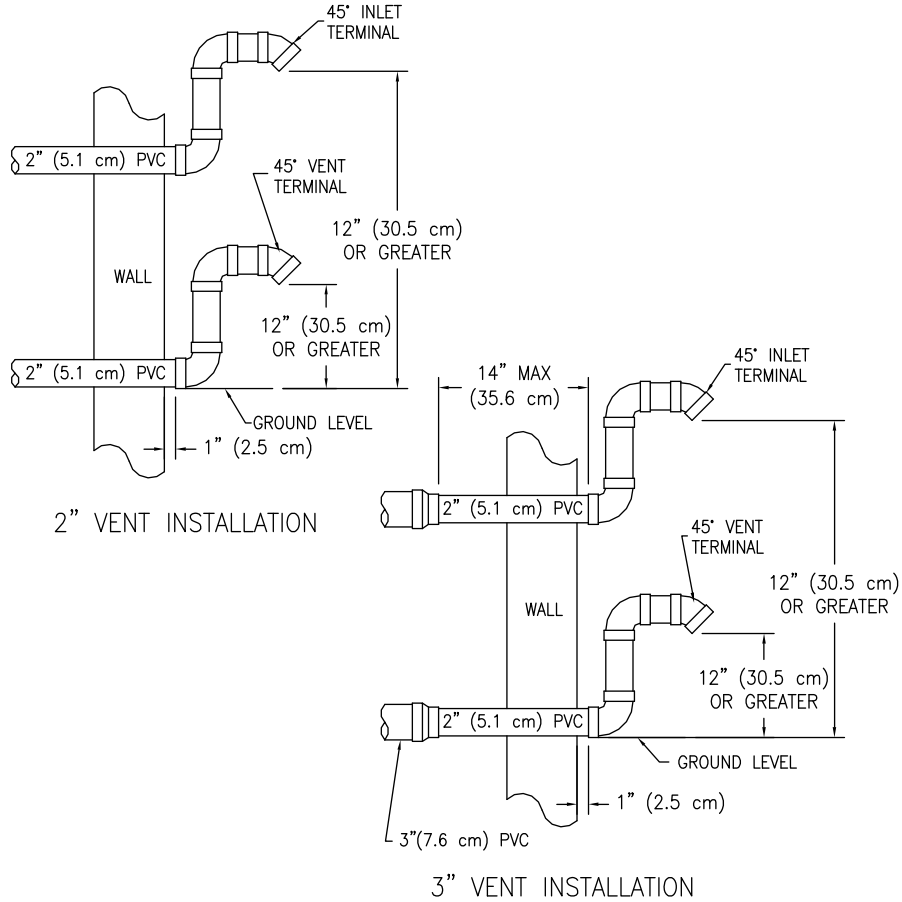 45° INLET
TERMINAL
2” (5.1 cm) PVC
45° VENT
TERMINAL
12” (30.5 cm)
OR GREATER
WALL
12” (30.5 cm)
OR GREATER
2” (5.1 cm) PVC
GROUND LEVEL
1” (2.5 cm)
2” VENT INSTALLATION
14” MAX
(35.6 cm)
45° INLET
TERMINAL
2” (5.1 cm) PVC
45° VENT
TERMINAL
12” (30.5 cm)
OR GREATER
WALL
12” (30.5 cm)
OR GREATER
2” (5.1 cm) PVC
GROUND LEVEL
1” (2.5 cm)
3”(7.6 cm) PVC
3” VENT INSTALLATION